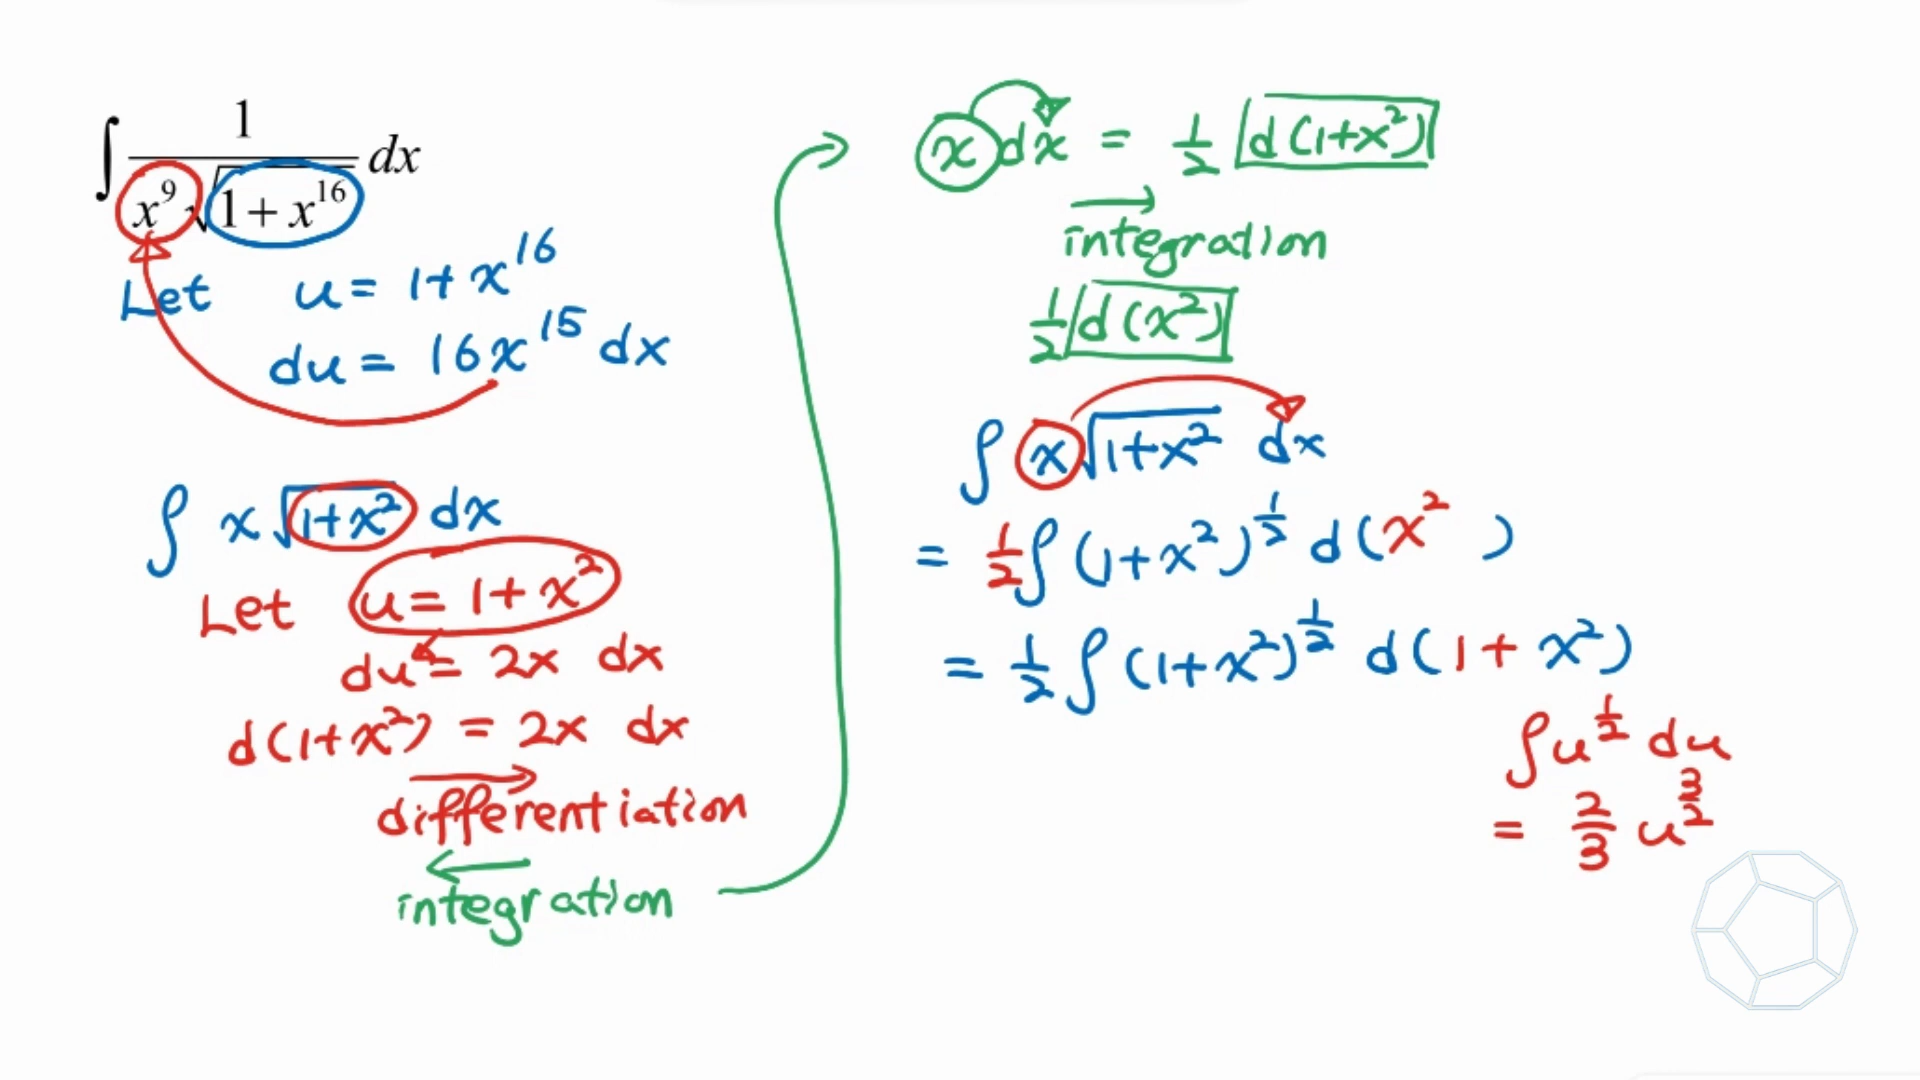 ∫ 1/(x⁹√(1+x¹⁶)) dx
Let u = 1+x¹⁶
du = 16x¹⁵ dx
∫ x√(1+x²) dx
Let u = 1+x²
du = 2x dx
d(1+x²) = 2x dx
differentiation
integration
x dx = 1/2 d(1+x²)
integration
1/2 d(x²)
∫ x√(1+x²) dx
= 1/2 ∫ (1+x²)^(1/2) d(x² )
= 1/2 ∫ (1+x²)^(1/2) d(1+x²)
∫ u^(1/2) du
= 2/3 u^(3/2)